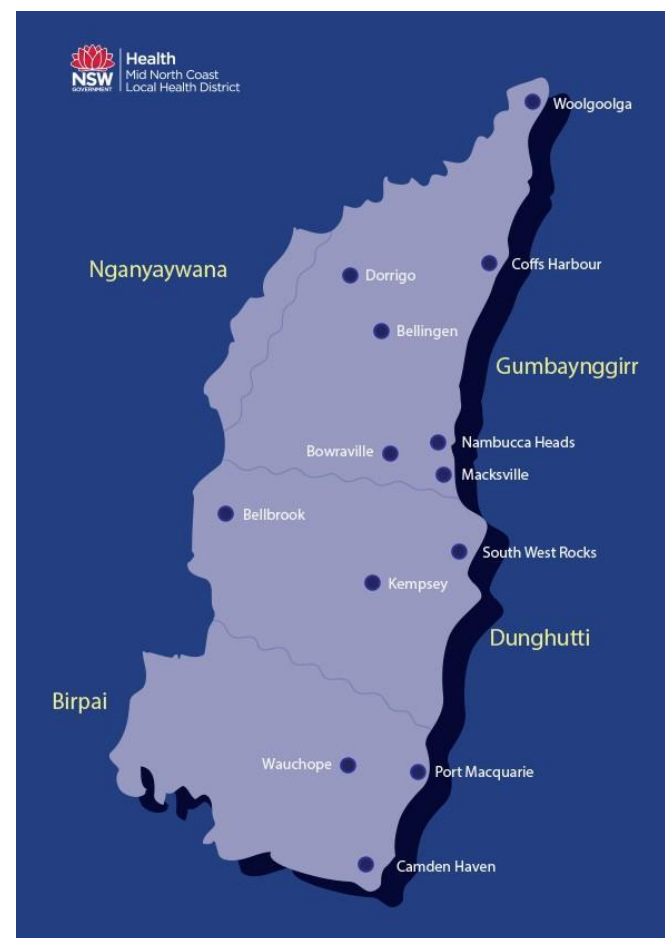 Health
NSW
GOVERNMENT
Mid North Coast
Local Health District
Woolgoolga
Nganyaywana
Dorrigo
Coffs Harbour
Bellingen
Gumbaynggirr
Bowraville
Nambucca Heads
Macksville
Bellbrook
South West Rocks
Kempsey
Dunghutti
Birpai
Wauchope
Port Macquarie
Camden Haven